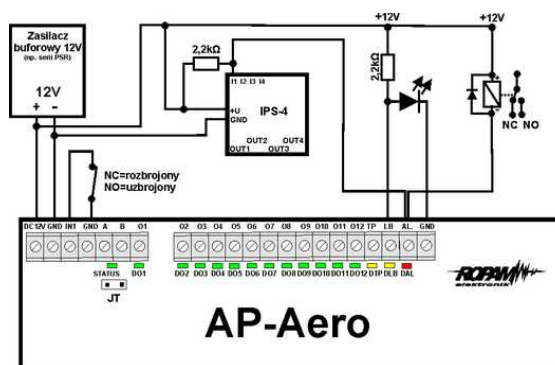 Zasilacz
buforowy 12V
(np. serii PSR)
12V
+ -
2,2kΩ
I1 I2 I3 I4
+U
GND
IPS-4
OUT2 OUT4
OUT1 OUT3
+12V
2,2kΩ
+12V
+
-
NC NO
NC=rozbrojony
NO=uzbrojony
DC12V GND IN1 GND A B O1
O2 O3 O4 O5 O6 O7 O8 O9 O10 O11 O12 TP LB AL. GND
STATUS DO1
JT
DO2 DO3 DO4 DO5 DO6 DO7 DO8 DO9 DO10 DO11 DO12 DTP DLB DAL
ROPAM
elektronik
AP-Aero